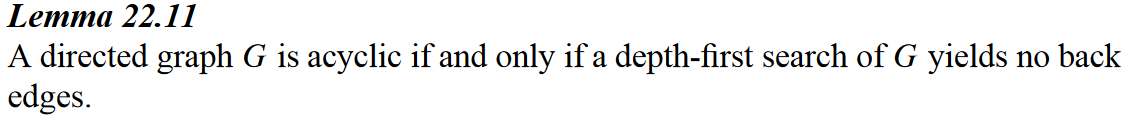 Lemma 22.11
A directed graph G is acyclic if and only if a depth-first search of G yields no back
edges.